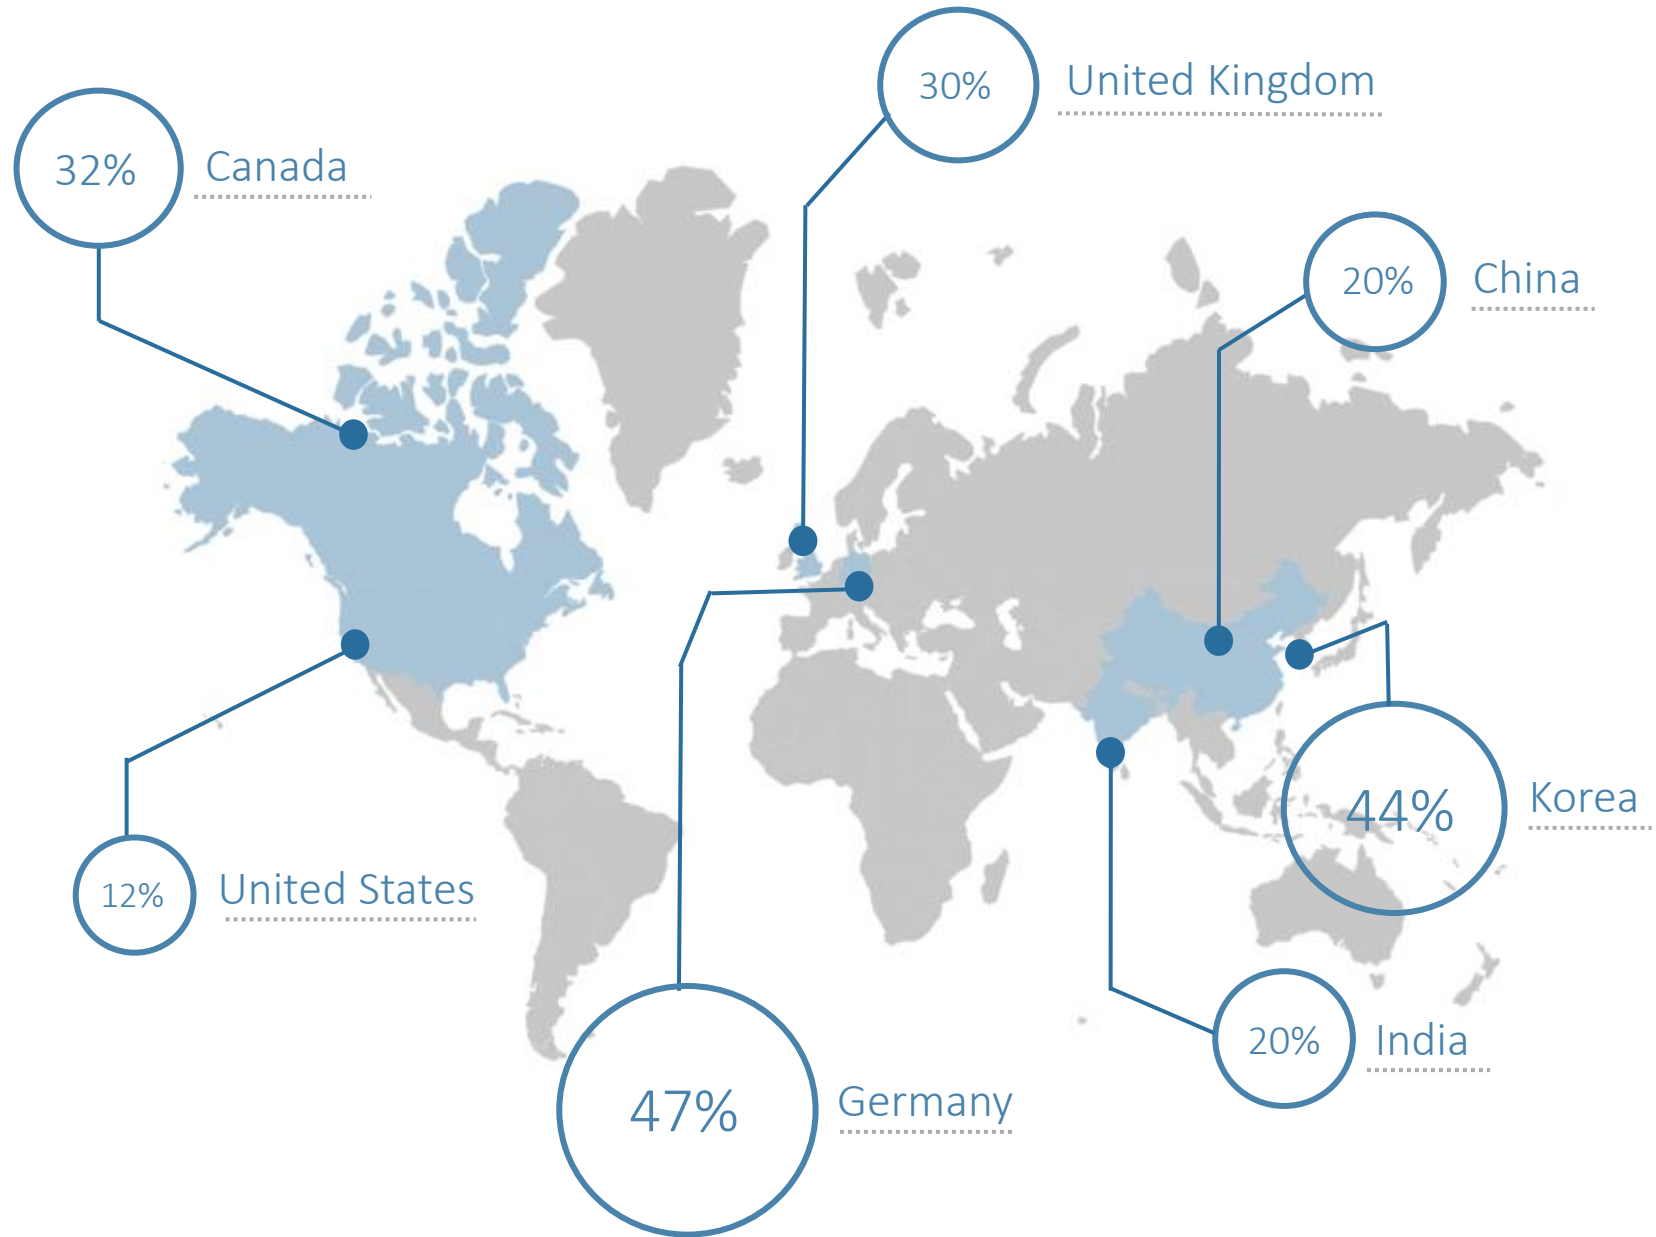 30%
United Kingdom
32%
Canada
20%
China
44%
Korea
12%
United States
20%
India
47%
Germany